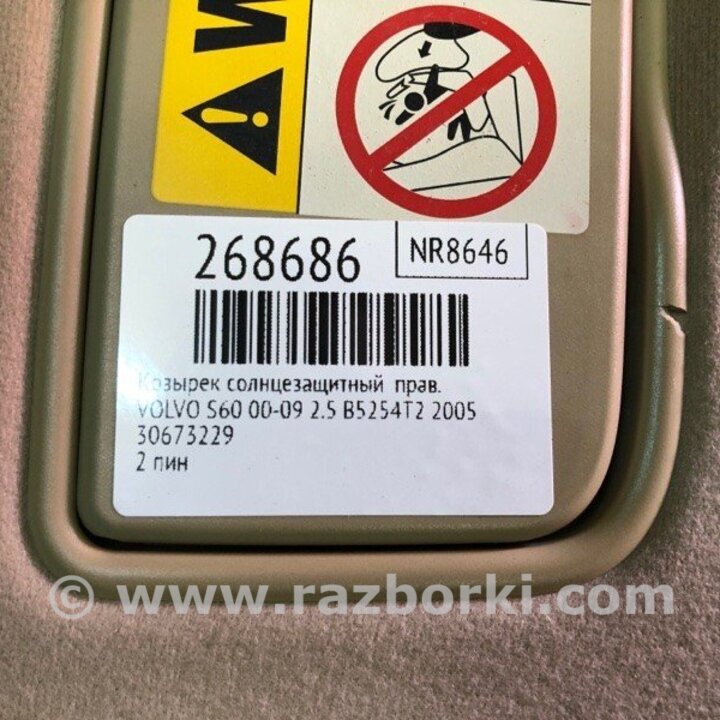 268686
NR8646
Козырек солнцезащитный прав.
VOLVO S60 00-09 2.5 B5254T2 2005
30673229
2 пин
© www.razborki.com